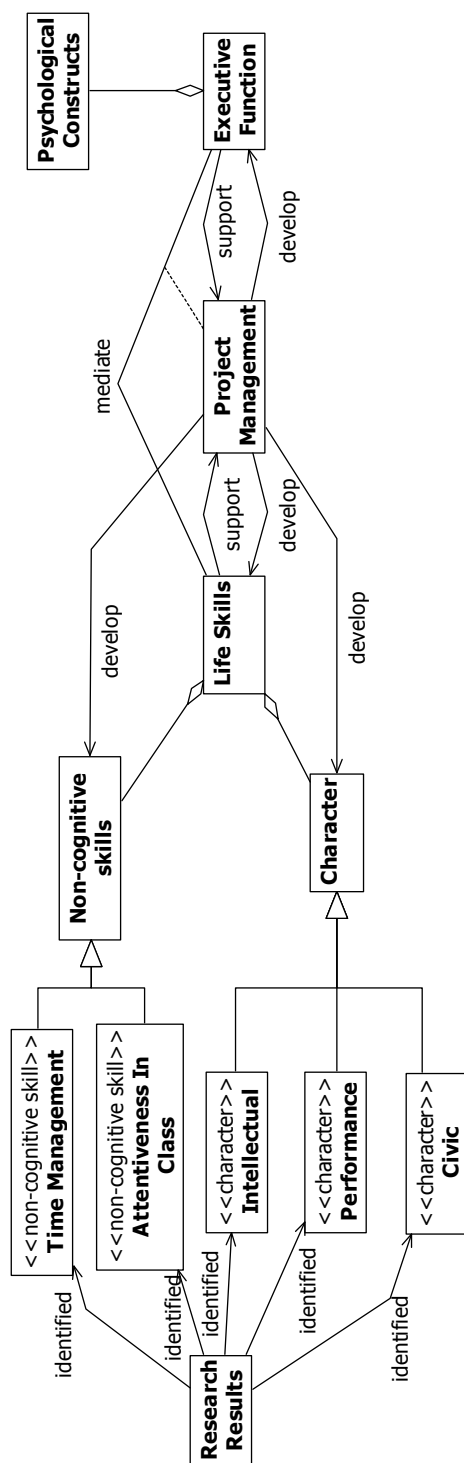 Psychological
Constructs
Executive
Function
mediate
support
develop
Project
Management
develop
support
develop
develop
Life Skills
Non-cognitive
skills
Character
<<non-cognitive skill>>
Time Management
<<non-cognitive skill>>
Attentiveness In
Class
<<character>>
Intellectual
<<character>>
Performance
<<character>>
Civic
identified
identified
identified
identified
identified
Research
Results